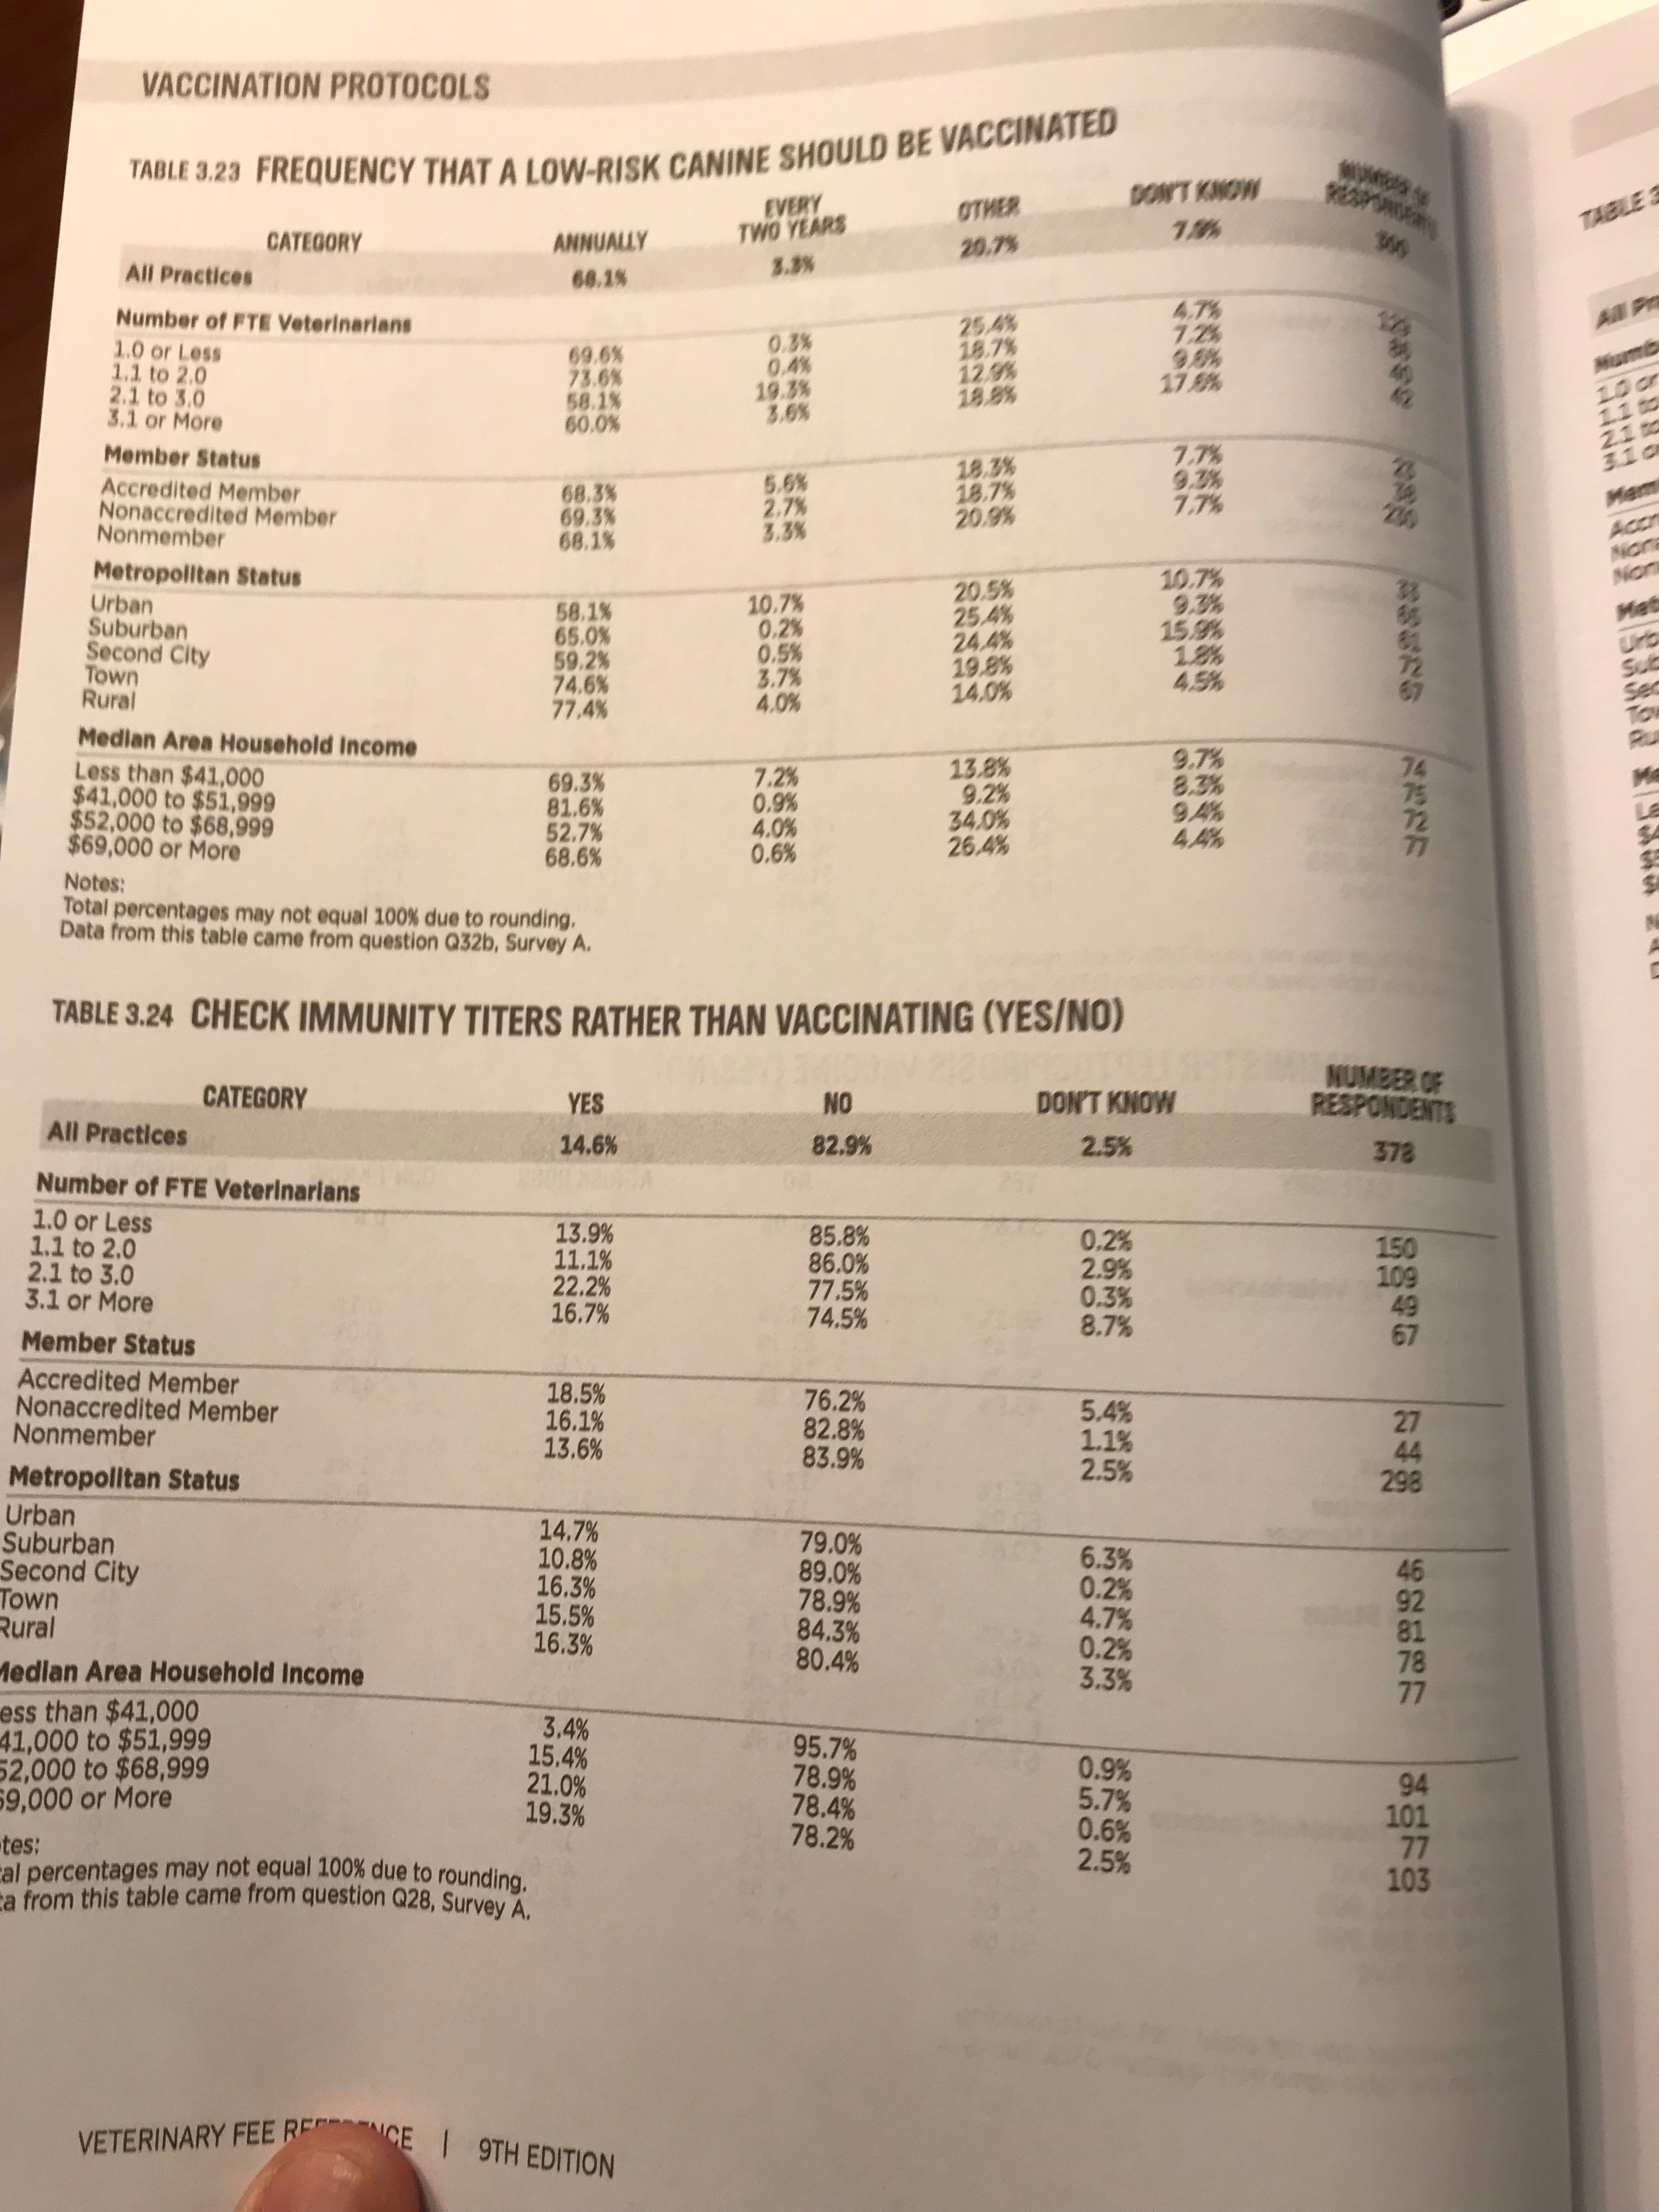 VACCINATION PROTOCOLS
TABLE 3.23 FREQUENCY THAT A LOW-RISK CANINE SHOULD BE VACCINATED
CATEGORY ANNUALLY EVERY TWO YEARS OTHER DON'T KNOW NUMBER OF RESPONDENTS
All Practices 68.1% 3.3% 20.7% 7.9%
Number of FTE Veterinarians
1.0 or Less 69.6% 0.3% 25.4% 4.7%
1.1 to 2.0 73.6% 0.4% 18.7% 7.2%
2.1 to 3.0 58.1% 19.3% 12.9%
3.1 or More 60.0% 3.6% 18.8%
Member Status
Accredited Member 68.3% 5.6% 18.3% 7.7%
Nonaccredited Member 69.3% 2.7% 18.7% 9.3%
Nonmember 68.1% 3.3% 20.9% 7.7%
Metropolitan Status
Urban 58.1% 10.7% 20.5% 10.7%
Suburban 65.0% 0.2% 25.4% 9.3%
Second City 59.2% 0.5% 24.4% 15.9%
Town 74.6% 3.7% 19.8% 1.8% 72
Rural 77.4% 4.0% 14.0% 4.5% 67
Median Area Household Income
Less than $41,000 69.3% 7.2% 13.8% 9.7% 74
$41,000 to $51,999 81.6% 0.9% 9.2% 8.3% 75
$52,000 to $68,999 52.7% 4.0% 34.0% 9.4% 72
$69,000 or More 68.6% 0.6% 26.4% 4.4% 77
Notes:
Total percentages may not equal 100% due to rounding.
Data from this table came from question Q32b, Survey A.
TABLE 3.24 CHECK IMMUNITY TITERS RATHER THAN VACCINATING (YES/NO)
CATEGORY YES NO DON'T KNOW NUMBER OF RESPONDENTS
All Practices 14.6% 82.9% 2.5% 378
Number of FTE Veterinarians
1.0 or Less 13.9% 85.8% 0.2% 150
1.1 to 2.0 11.1% 86.0% 2.9% 109
2.1 to 3.0 22.2% 77.5% 0.3% 49
3.1 or More 16.7% 74.5% 8.7% 67
Member Status
Accredited Member 18.5% 76.2% 5.4% 27
Nonaccredited Member 16.1% 82.8% 1.1% 44
Nonmember 13.6% 83.9% 2.5% 298
Metropolitan Status
Urban 14.7% 79.0% 6.3% 46
Suburban 10.8% 89.0% 0.2% 92
Second City 16.3% 78.9% 4.7% 81
Town 15.5% 84.3% 0.2% 78
Rural 16.3% 80.4% 3.3% 77
Median Area Household Income
ess than $41,000 3.4% 95.7% 0.9% 94
41,000 to $51,999 15.4% 78.9% 5.7% 101
52,000 to $68,999 21.0% 78.4% 0.6% 77
69,000 or More 19.3% 78.2% 2.5% 103
tes:
al percentages may not equal 100% due to rounding.
a from this table came from question Q28, Survey A.
VETERINARY FEE | 9TH EDITION
TABLE 3